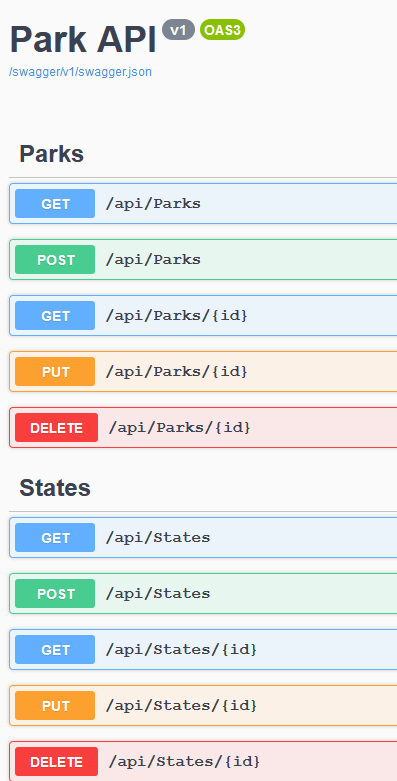 Park API v1 OAS3
/swagger/v1/swagger.json
Parks
GET /api/Parks
POST /api/Parks
GET /api/Parks/{id}
PUT /api/Parks/{id}
DELETE /api/Parks/{id}
States
GET /api/States
POST /api/States
GET /api/States/{id}
PUT /api/States/{id}
DELETE /api/States/{id}